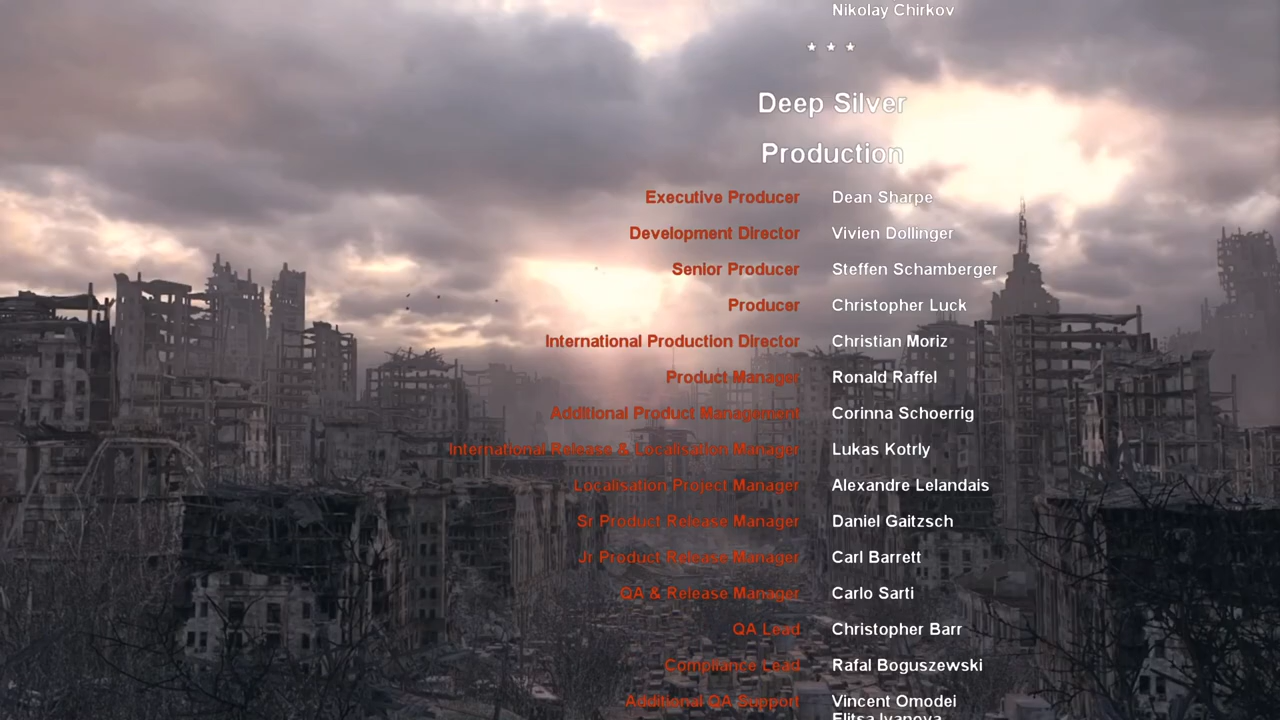 Nikolay Chirkov
Deep Silver
Production
Executive Producer Dean Sharpe
Development Director Vivien Dollinger
Senior Producer Steffen Schamberger
Producer Christopher Luck
International Production Director Christian Moriz
Product Manager Ronald Raffel
Additional Product Management Corinna Schoerrig
International Release & Localisation Manager Lukas Kotrly
Localisation Project Manager Alexandre Lelandais
Sr Product Release Manager Daniel Gaitzsch
Jr Product Release Manager Carl Barrett
QA & Release Manager Carlo Sarti
QA Lead Christopher Barr
Compliance Lead Rafal Boguszewski
Additional QA Support Vincent Omodei
Elitsa Ivanova